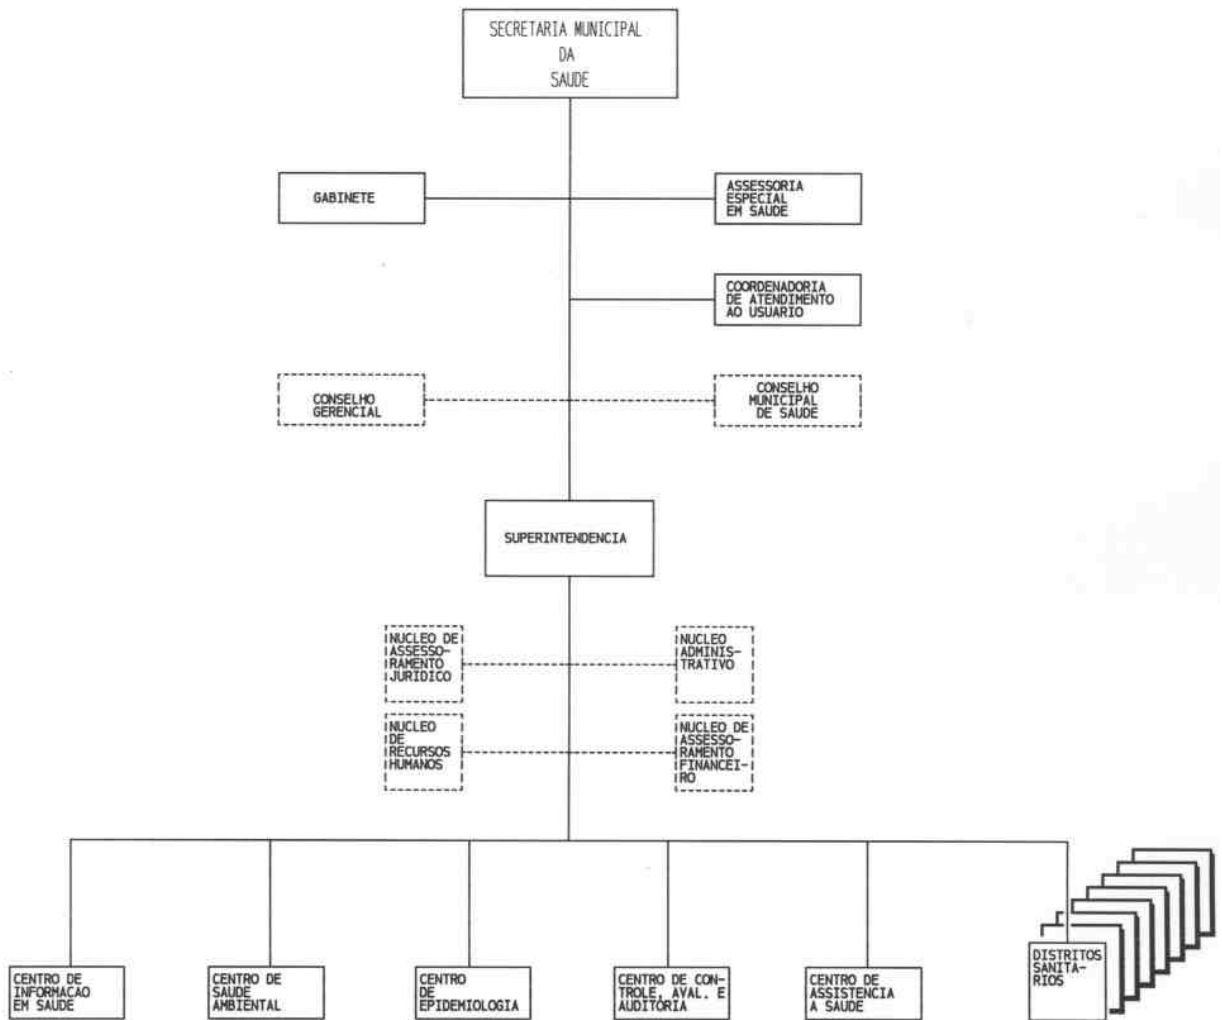 SECRETARIA MUNICIPAL
DA
SAUDE
GABINETE
ASSESSORIA
ESPECIAL
EM SAUDE
COORDENADORIA
DE ATENDIMENTO
AO USUARIO
CONSELHO
GERENCIAL
CONSELHO
MUNICIPAL
DE SAUDE
SUPERINTENDENCIA
NUCLEO DE
ASSESSO-
RAMENTO
JURIDICO
NUCLEO
ADMINIS-
TRATIVO
NUCLEO
DE
RECURSOS
HUMANOS
NUCLEO DE
ASSESSO-
RAMENTO
FINANCEI-
RO
CENTRO DE
INFORMACAO
EM SAUDE
CENTRO DE
SAUDE
AMBIENTAL
CENTRO
DE
EPIDEMIOLOGIA
CENTRO DE CON-
TROLE, AVAL. E
AUDITORIA
CENTRO DE
ASSISTENCIA
A SAUDE
DISTRITOS
SANITA-
RIOS